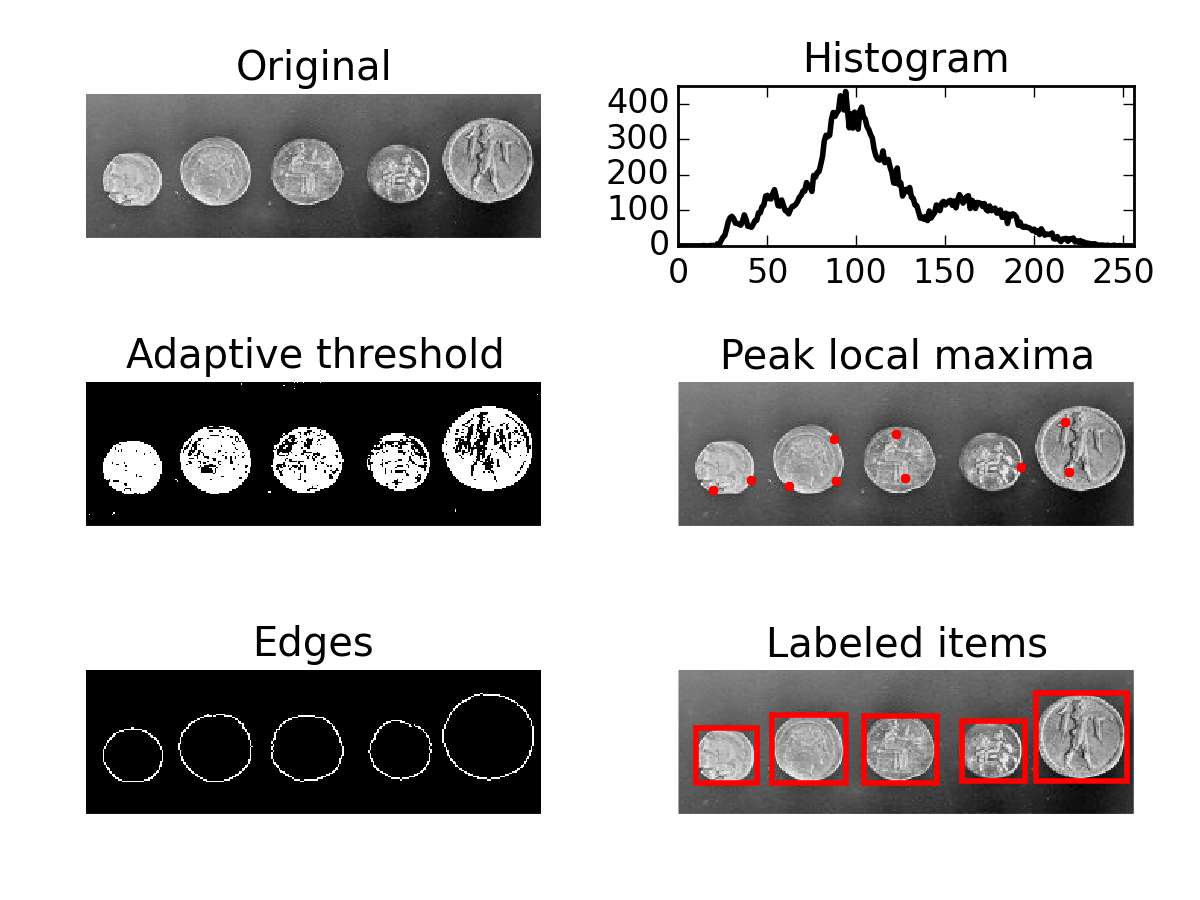 Original
Histogram
400
300
200
100
0
0 50 100 150 200 250
Adaptive threshold
Peak local maxima
Edges
Labeled items